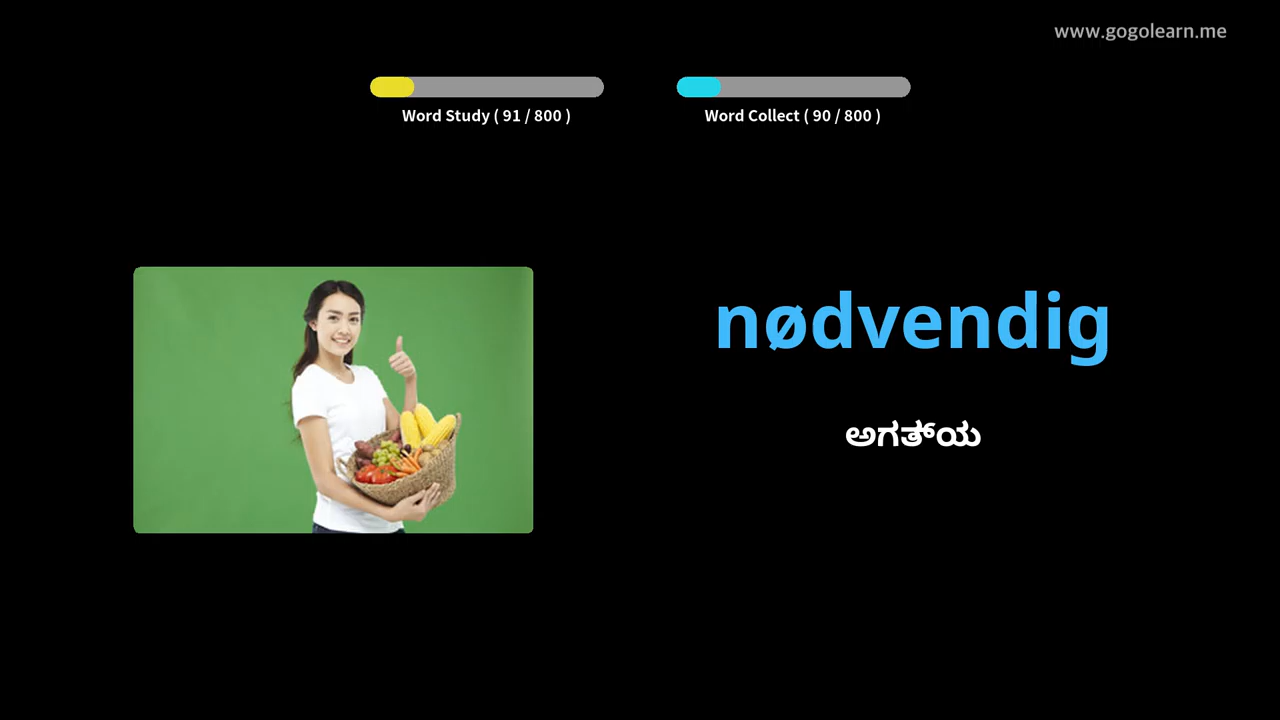 www.gogolearn.me
Word Study ( 91 / 800 )
Word Collect ( 90 / 800 )
nødvendig
ಅಗತ್ಯ